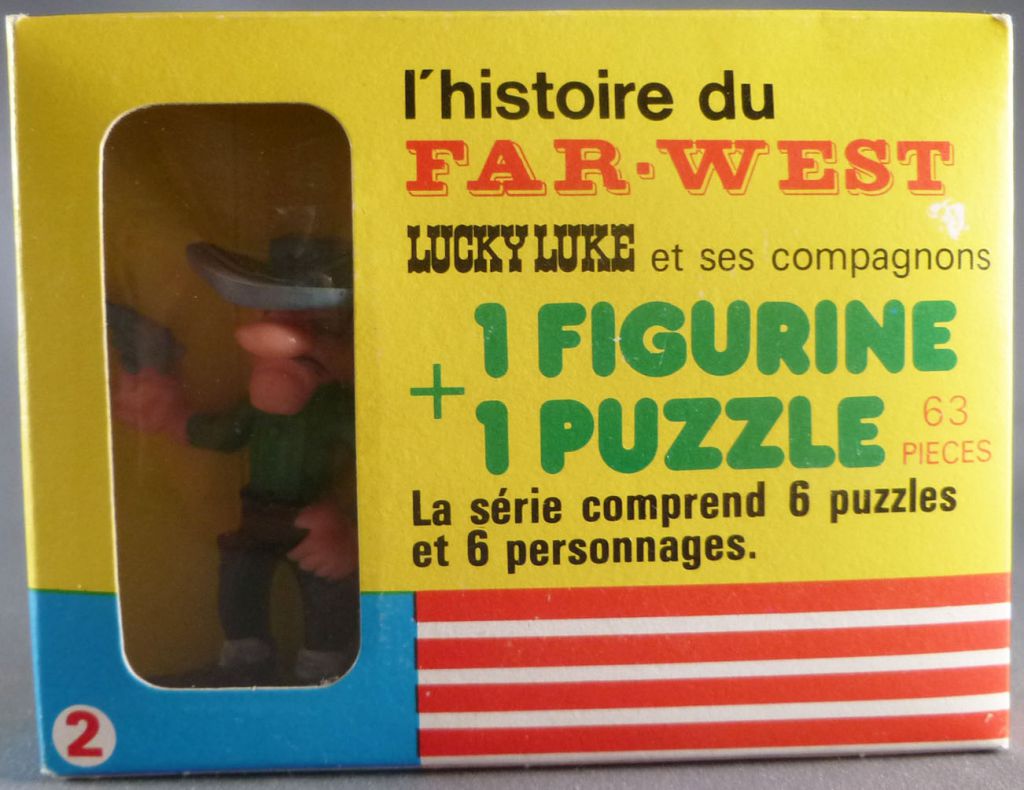 l'histoire du
FAR-WEST
LUCKY LUKE et ses compagnons
1 FIGURINE
+
1 PUZZLE 63 PIECES
La série comprend 6 puzzles
et 6 personnages.
2